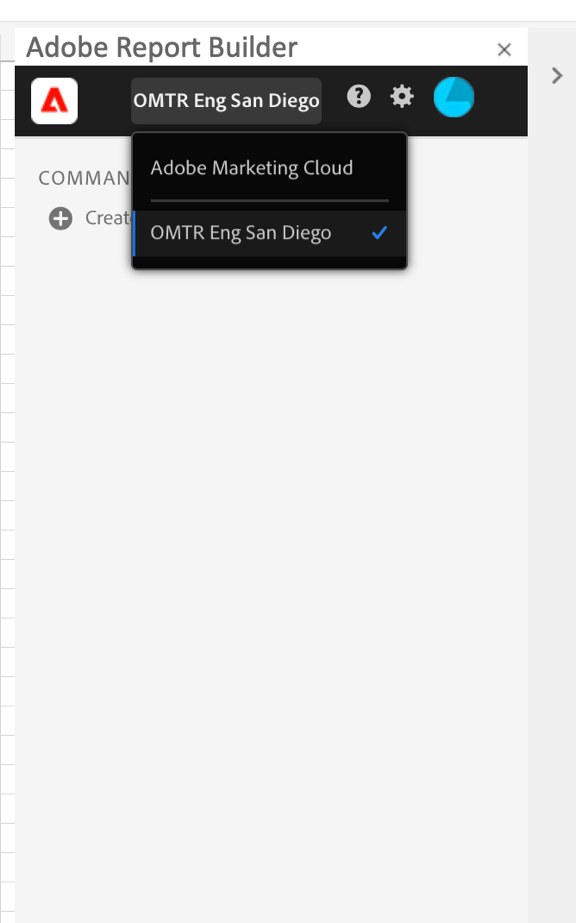 Adobe Report Builder
OMTR Eng San Diego
Adobe Marketing Cloud
COMMAN
Creat
OMTR Eng San Diego